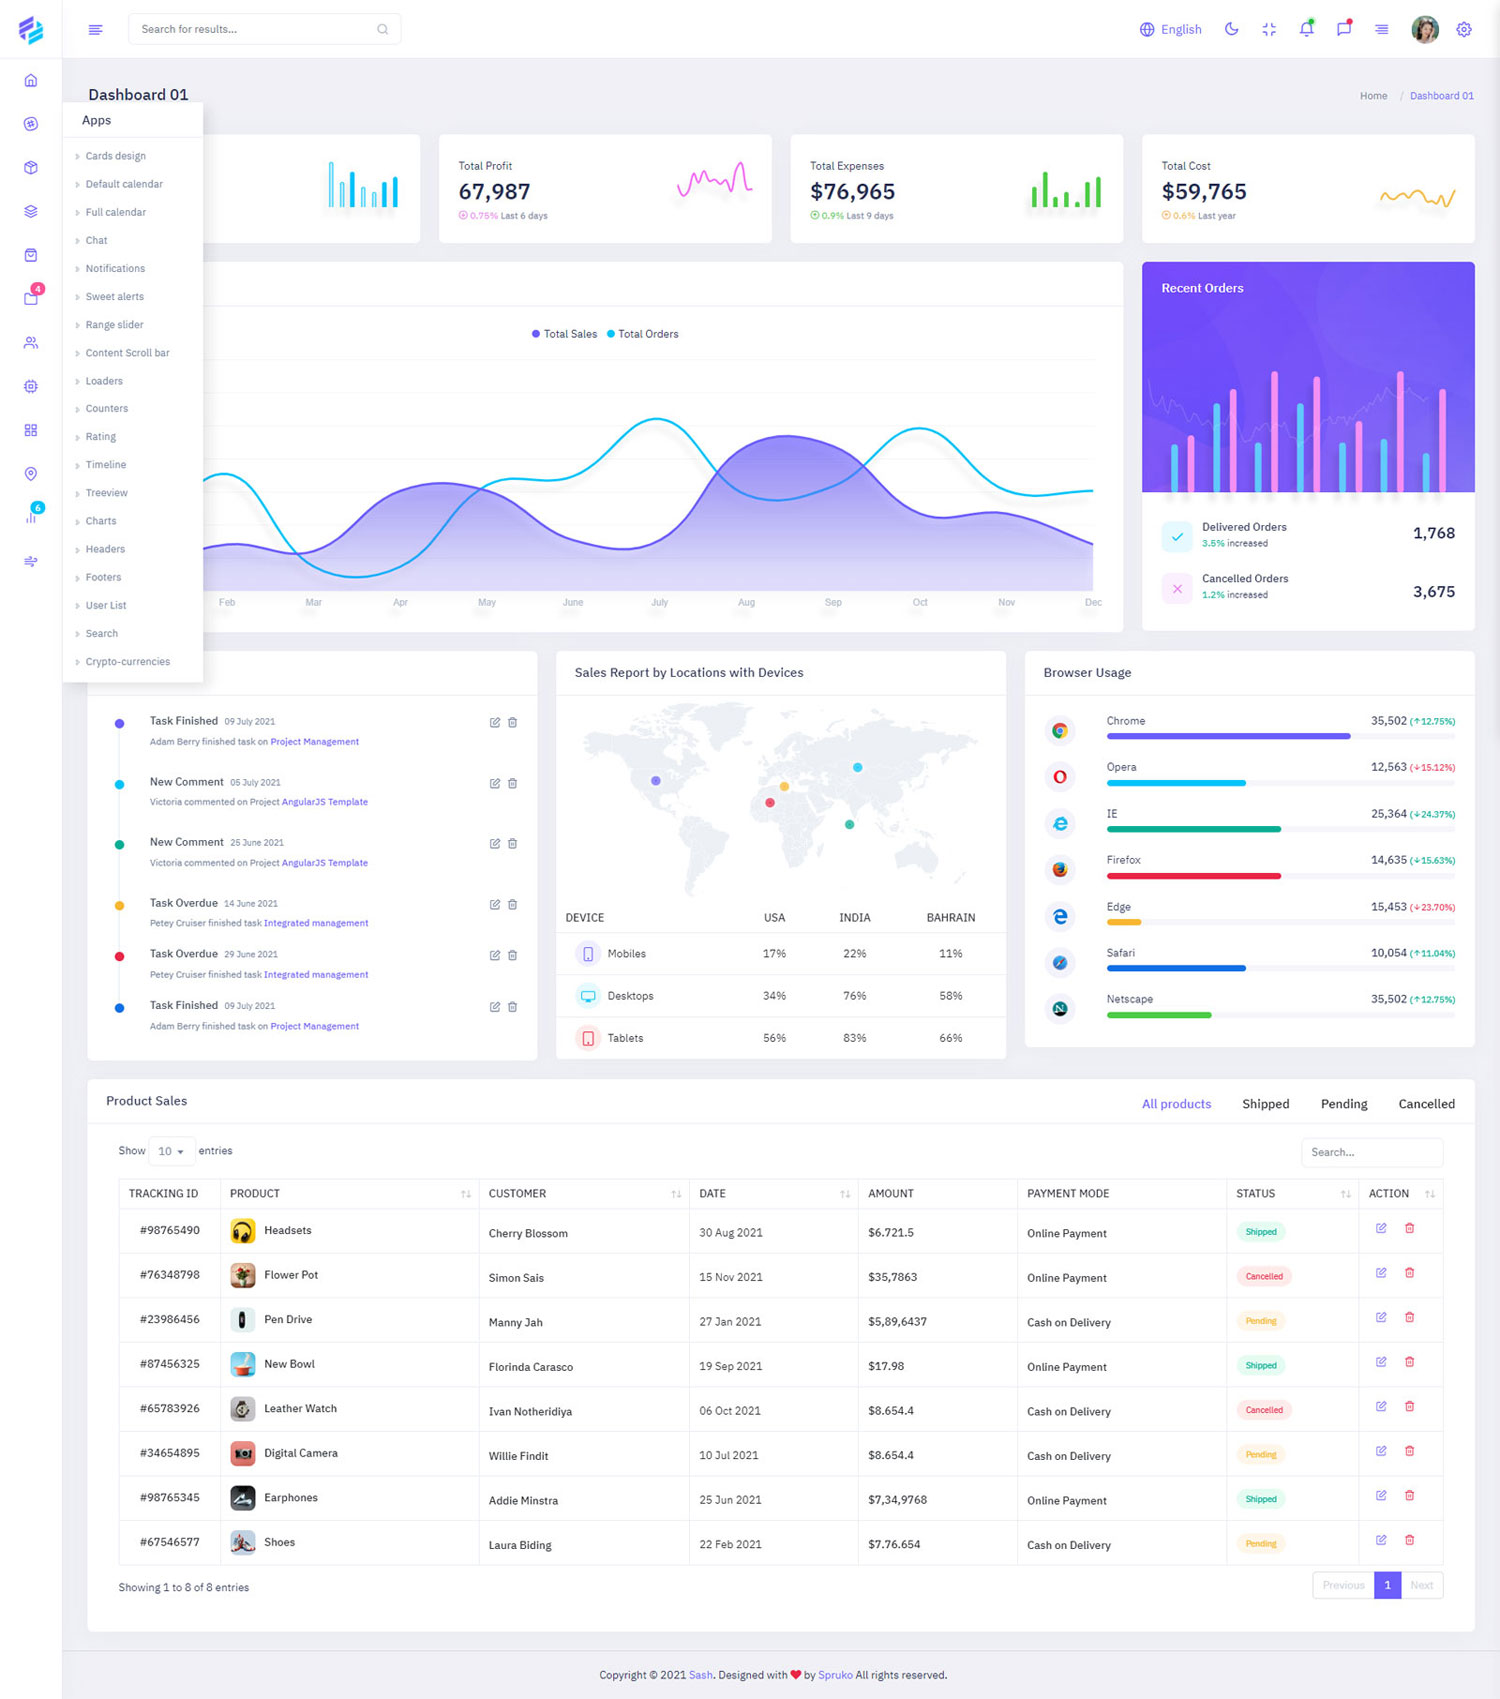 Search for results...
English
Dashboard 01
Home / Dashboard 01
Apps
Cards design
Default calendar
Full calendar
Chat
Notifications
Sweet alerts
Range slider
Content Scroll bar
Loaders
Counters
Rating
Timeline
Treeview
Charts
Headers
Footers
User List
Search
Crypto-currencies
4
6
Total Profit
67,987
0.75% Last 6 days
Total Expenses
$76,965
0.9% Last 9 days
Total Cost
$59,765
0.6% Last year
Total Sales Total Orders
Feb Mar Apr May June July Aug Sep Oct Nov Dec
Recent Orders
Delivered Orders
3.5% increased
1,768
Cancelled Orders
1.2% increased
3,675
Task Finished 09 July 2021
Adam Berry finished task on Project Management
New Comment 05 July 2021
Victoria commented on Project AngularJS Template
New Comment 25 June 2021
Victoria commented on Project AngularJS Template
Task Overdue 14 June 2021
Petey Cruiser finished task Integrated management
Task Overdue 29 June 2021
Petey Cruiser finished task Integrated management
Task Finished 09 July 2021
Adam Berry finished task on Project Management
Sales Report by Locations with Devices
DEVICE USA INDIA BAHRAIN
Mobiles 17% 22% 11%
Desktops 34% 76% 58%
Tablets 56% 83% 66%
Browser Usage
Chrome 35,502 (↑12.75%)
Opera 12,563 (↓15.12%)
IE 25,364 (↓24.37%)
Firefox 14,635 (↓15.63%)
Edge 15,453 (↓23.70%)
Safari 10,054 (↑11.04%)
Netscape 35,502 (↑12.75%)
Product Sales
All products Shipped Pending Cancelled
Show 10 entries
Search...
TRACKING ID PRODUCT CUSTOMER DATE AMOUNT PAYMENT MODE STATUS ACTION
#98765490 Headsets Cherry Blossom 30 Aug 2021 $6.721.5 Online Payment Shipped
#76348798 Flower Pot Simon Sais 15 Nov 2021 $35,7863 Online Payment Cancelled
#23986456 Pen Drive Manny Jah 27 Jan 2021 $5,89,6437 Cash on Delivery Pending
#87456325 New Bowl Florinda Carasco 19 Sep 2021 $17.98 Online Payment Shipped
#65783926 Leather Watch Ivan Notheridiya 06 Oct 2021 $8.654.4 Cash on Delivery Cancelled
#34654895 Digital Camera Willie Findit 10 Jul 2021 $8.654.4 Cash on Delivery Pending
#98765345 Earphones Addie Minstra 25 Jun 2021 $7,34,9768 Online Payment Shipped
#67546577 Shoes Laura Biding 22 Feb 2021 $7.76.654 Cash on Delivery Pending
Showing 1 to 8 of 8 entries
Previous 1 Next
Copyright © 2021 Sash. Designed with ❤ by Spruko All rights reserved.